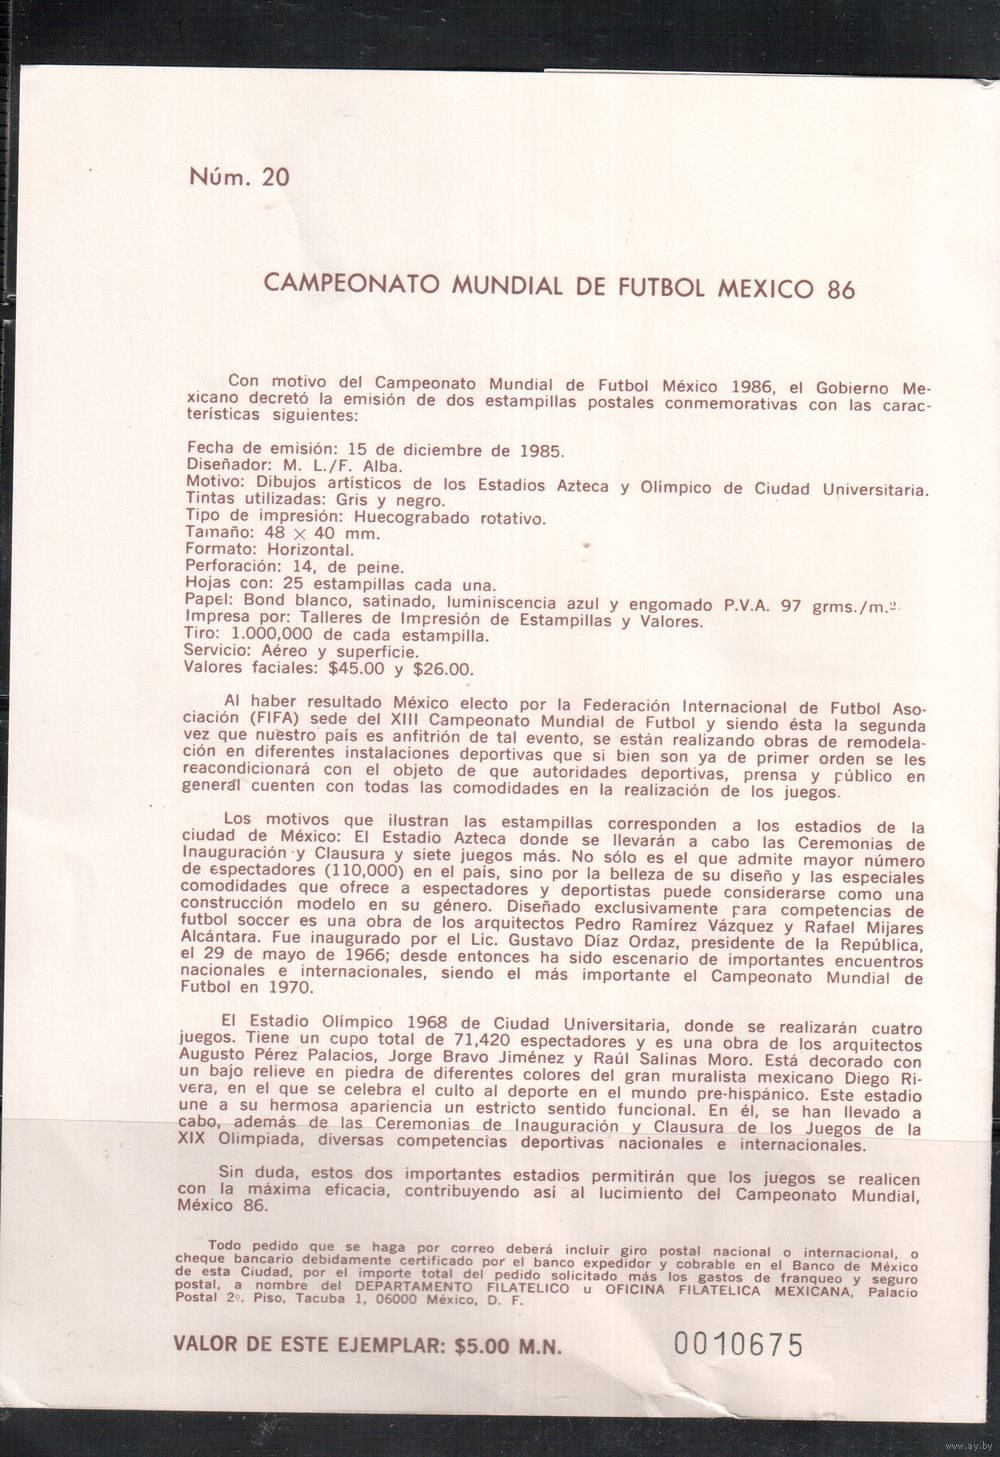 Núm. 20
CAMPEONATO MUNDIAL DE FUTBOL MEXICO 86
Con motivo del Campeonato Mundial de Futbol México 1986, el Gobierno Me-
xicano decretó la emisión de dos estampillas postales conmemorativas con las carac-
terísticas siguientes:
Fecha de emisión: 15 de diciembre de 1985.
Diseñador: M. L./F. Alba.
Motivo: Dibujos artísticos de los Estadios Azteca y Olímpico de Ciudad Universitaria.
Tintas utilizadas: Gris y negro.
Tipo de impresión: Huecograbado rotativo.
Tamaño: 48 × 40 mm.
Formato: Horizontal.
Perforación: 14, de peine.
Hojas con: 25 estampillas cada una.
Papel: Bond blanco, satinado, luminiscencia azul y engomado P.V.A. 97 grms./m.²
Impresa por: Talleres de Impresión de Estampillas y Valores.
Tiro: 1.000,000 de cada estampilla.
Servicio: Aéreo y superficie.
Valores faciales: $45.00 y $26.00.
Al haber resultado México electo por la Federación Internacional de Futbol Aso-
ciación (FIFA) sede del XIII Campeonato Mundial de Futbol y siendo ésta la segunda
vez que nuestro país es anfitrión de tal evento, se están realizando obras de remodela-
ción en diferentes instalaciones deportivas que si bien son ya de primer orden se les
reacondicionará con el objeto de que autoridades deportivas, prensa y público en
general cuenten con todas las comodidades en la realización de los juegos.
Los motivos que ilustran las estampillas corresponden a los estadios de la
ciudad de México: El Estadio Azteca donde se llevarán a cabo las Ceremonias de
Inauguración y Clausura y siete juegos más. No sólo es el que admite mayor número
de espectadores (110,000) en el país, sino por la belleza de su diseño y las especiales
comodidades que ofrece a espectadores y deportistas puede considerarse como una
construcción modelo en su género. Diseñado exclusivamente para competencias de
futbol soccer es una obra de los arquitectos Pedro Ramírez Vázquez y Rafael Mijares
Alcántara. Fue inaugurado por el Lic. Gustavo Díaz Ordaz, presidente de la República,
el 29 de mayo de 1966; desde entonces ha sido escenario de importantes encuentros
nacionales e internacionales, siendo el más importante el Campeonato Mundial de
Futbol en 1970.
El Estadio Olímpico 1968 de Ciudad Universitaria, donde se realizarán cuatro
juegos. Tiene un cupo total de 71,420 espectadores y es una obra de los arquitectos
Augusto Pérez Palacios, Jorge Bravo Jiménez y Raúl Salinas Moro. Está decorado con
un bajo relieve en piedra de diferentes colores del gran muralista mexicano Diego Ri-
vera, en el que se celebra el culto al deporte en el mundo pre-hispánico. Este estadio
une a su hermosa apariencia un estricto sentido funcional. En él, se han llevado a
cabo, además de las Ceremonias de Inauguración y Clausura de los Juegos de la
XIX Olimpiada, diversas competencias deportivas nacionales e internacionales.
Sin duda, estos dos importantes estadios permitirán que los juegos se realicen
con la máxima eficacia, contribuyendo así al lucimiento del Campeonato Mundial,
México 86.
Todo pedido que se haga por correo deberá incluir giro postal nacional o internacional, o
cheque bancario debidamente certificado por el banco expedidor y cobrable en el Banco de México
de esta Ciudad, por el importe total del pedido solicitado más los gastos de franqueo y seguro
postal, a nombre del DEPARTAMENTO FILATELICO u OFICINA FILATELICA MEXICANA, Palacio
Postal 2º. Piso, Tacuba 1, 06000 México, D. F.
VALOR DE ESTE EJEMPLAR: $5.00 M.N. 0010675
www.ay.by